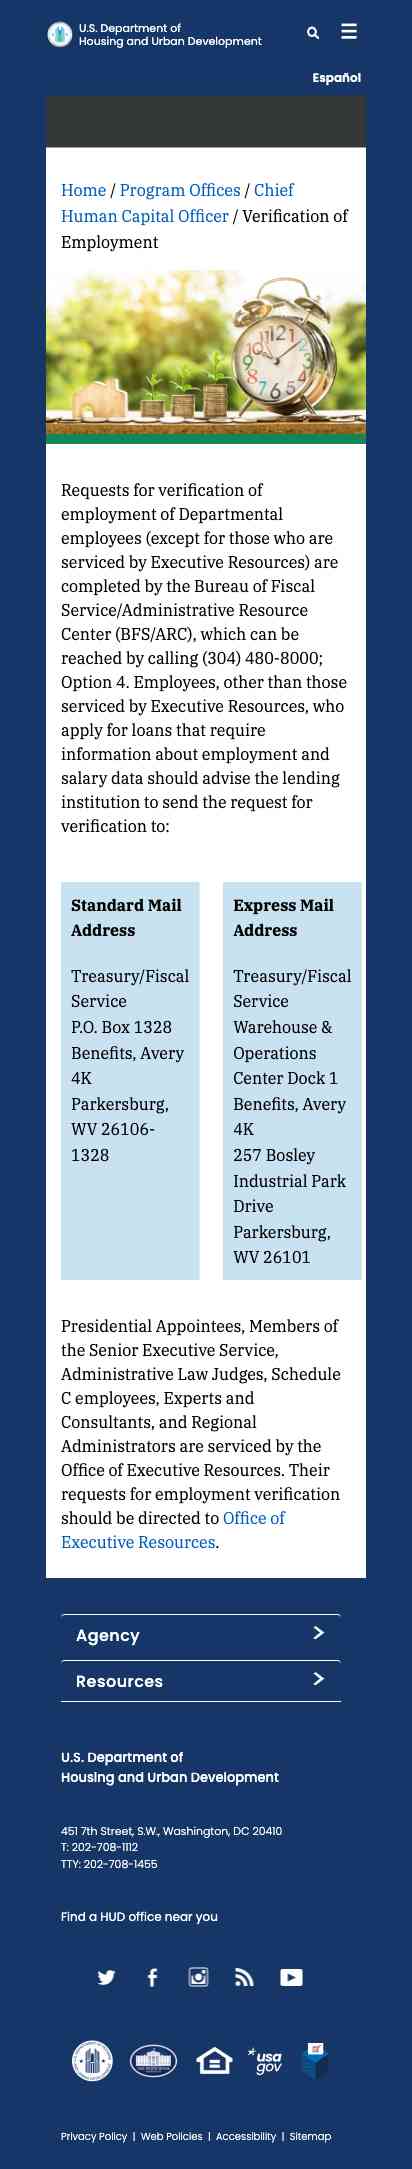 U.S. Department of
Housing and Urban Development
Español
Home / Program Offices / Chief
Human Capital Officer / Verification of
Employment
Requests for verification of
employment of Departmental
employees (except for those who are
serviced by Executive Resources) are
completed by the Bureau of Fiscal
Service/Administrative Resource
Center (BFS/ARC), which can be
reached by calling (304) 480-8000;
Option 4. Employees, other than those
serviced by Executive Resources, who
apply for loans that require
information about employment and
salary data should advise the lending
institution to send the request for
verification to:
Standard Mail
Address
Treasury/Fiscal
Service
P.O. Box 1328
Benefits, Avery
4K
Parkersburg,
WV 26106-
1328
Express Mail
Address
Treasury/Fiscal
Service
Warehouse &
Operations
Center Dock 1
Benefits, Avery
4K
257 Bosley
Industrial Park
Drive
Parkersburg,
WV 26101
Presidential Appointees, Members of
the Senior Executive Service,
Administrative Law Judges, Schedule
C employees, Experts and
Consultants, and Regional
Administrators are serviced by the
Office of Executive Resources. Their
requests for employment verification
should be directed to Office of
Executive Resources.
Agency
Resources
U.S. Department of
Housing and Urban Development
451 7th Street, S.W., Washington, DC 20410
T: 202-708-1112
TTY: 202-708-1455
Find a HUD office near you
usa
gov
Privacy Policy | Web Policies | Accessibility | Sitemap